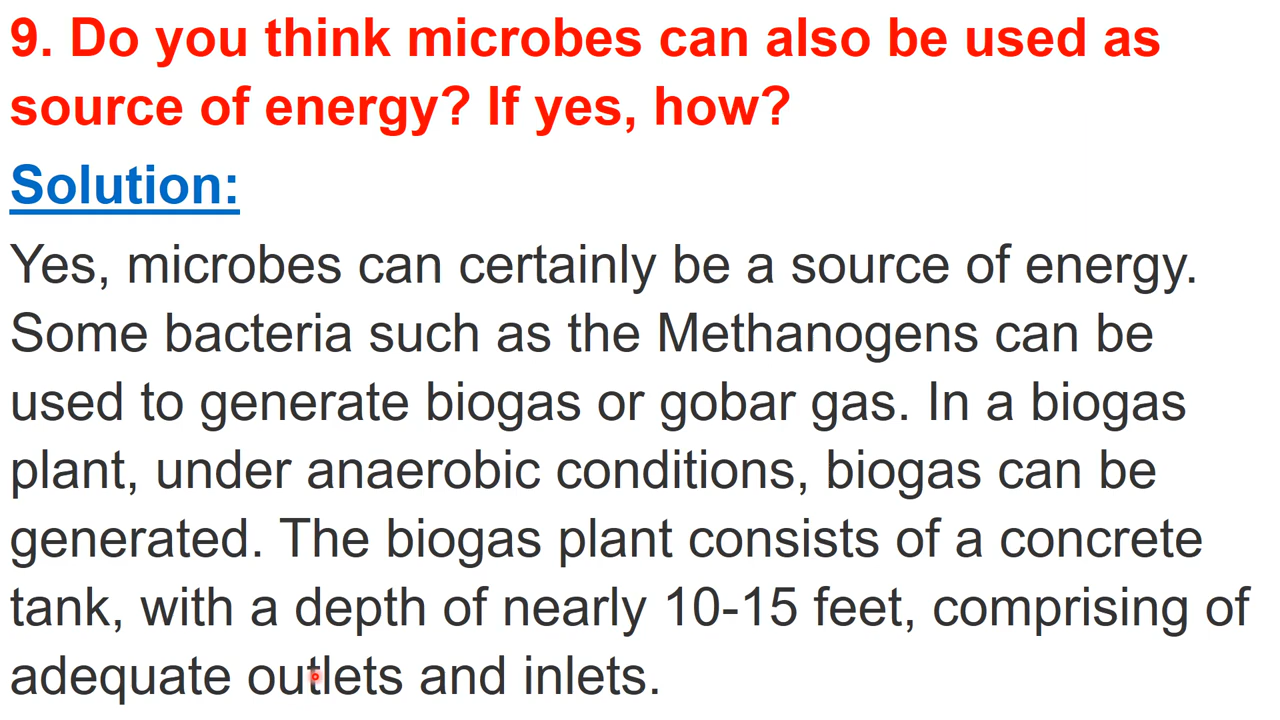 9. Do you think microbes can also be used as
source of energy? If yes, how?
Solution:
Yes, microbes can certainly be a source of energy.
Some bacteria such as the Methanogens can be
used to generate biogas or gobar gas. In a biogas
plant, under anaerobic conditions, biogas can be
generated. The biogas plant consists of a concrete
tank, with a depth of nearly 10-15 feet, comprising of
adequate outlets and inlets.